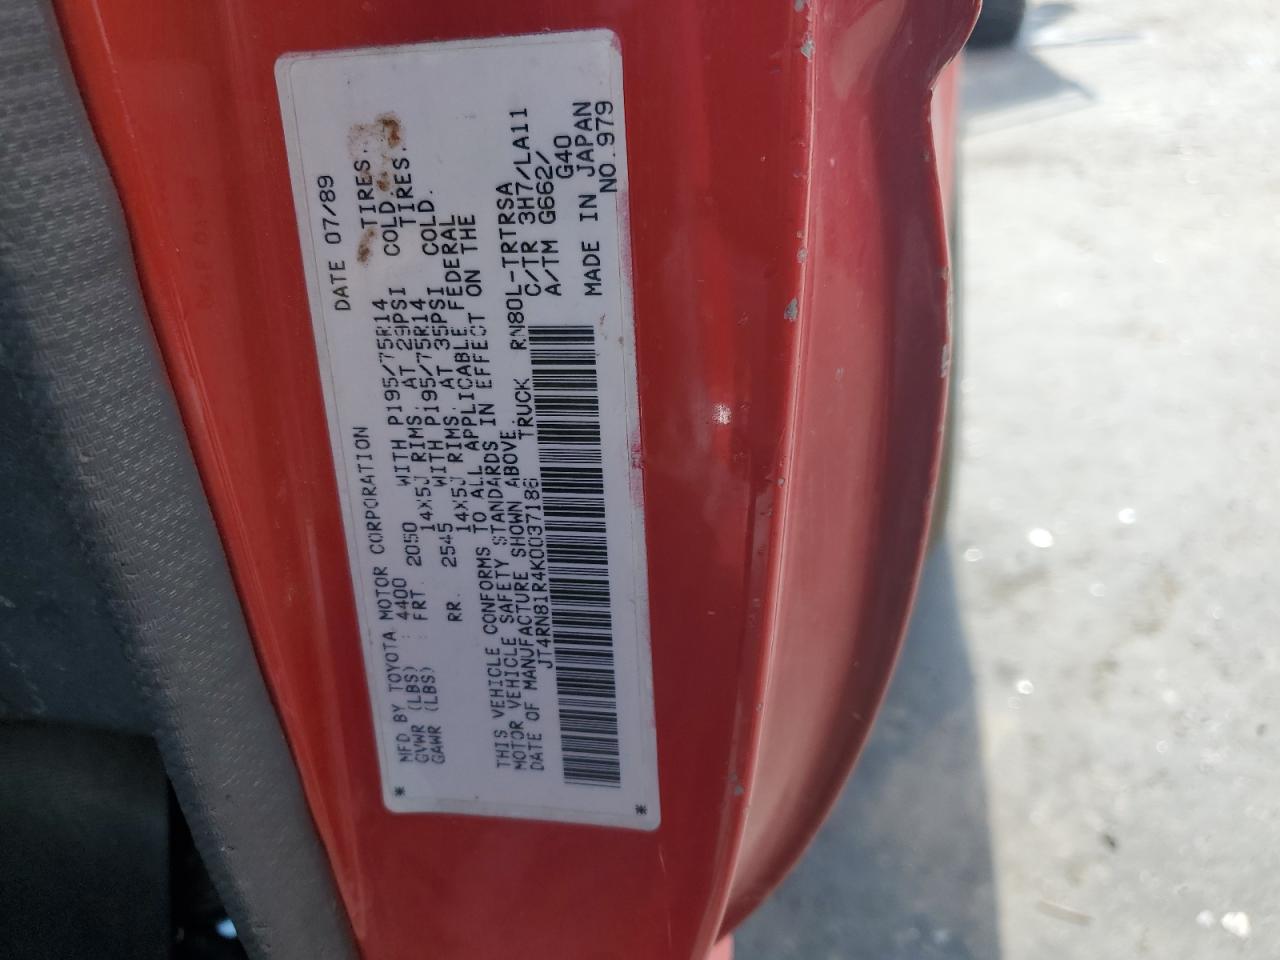 MFD BY TOYOTA MOTOR CORPORATION DATE 07/89
GVWR (LBS) : 4400
GAWR (LBS) : FRT. 2050 WITH P195/75R14 TIRES.
14X5J RIMS. AT 29PSI COLD.
RR. 2545 WITH P195/75R14 TIRES.
14X5J RIMS. AT 35PSI COLD.
THIS VEHICLE CONFORMS TO ALL APPLICABLE FEDERAL
MOTOR VEHICLE SAFETY STANDARDS IN EFFECT ON THE
DATE OF MANUFACTURE SHOWN ABOVE.
JT4RN81R4K0037186 TRUCK RN80L-TRTRSA
C/TR 3H7/LA11
A/TM G662/
G40
MADE IN JAPAN
NO.979